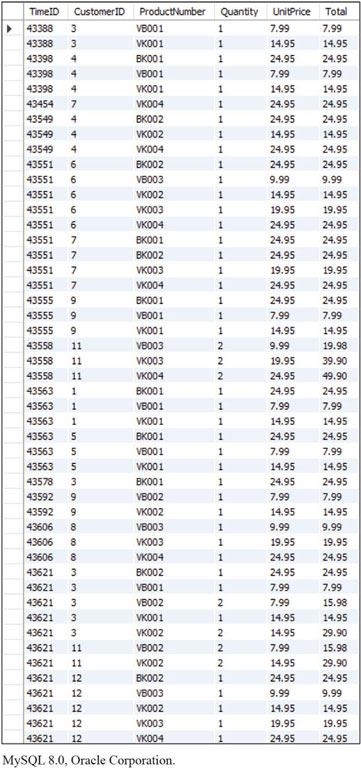 TimeID CustomerID ProductNumber Quantity UnitPrice Total
43388 3 VB001 1 7.99 7.99
43388 3 VK001 1 14.95 14.95
43398 4 BK001 1 24.95 24.95
43398 4 VB001 1 7.99 7.99
43398 4 VK001 1 14.95 14.95
43454 7 VK004 1 24.95 24.95
43549 4 BK002 1 24.95 24.95
43549 4 VK002 1 14.95 14.95
43549 4 VK004 1 24.95 24.95
43551 6 BK002 1 24.95 24.95
43551 6 VB003 1 9.99 9.99
43551 6 VK002 1 14.95 14.95
43551 6 VK003 1 19.95 19.95
43551 6 VK004 1 24.95 24.95
43551 7 BK001 1 24.95 24.95
43551 7 BK002 1 24.95 24.95
43551 7 VK003 1 19.95 19.95
43551 7 VK004 1 24.95 24.95
43555 9 BK001 1 24.95 24.95
43555 9 VB001 1 7.99 7.99
43555 9 VK001 1 14.95 14.95
43558 11 VB003 2 9.99 19.98
43558 11 VK003 2 19.95 39.90
43558 11 VK004 2 24.95 49.90
43563 1 BK001 1 24.95 24.95
43563 1 VB001 1 7.99 7.99
43563 1 VK001 1 14.95 14.95
43563 5 BK001 1 24.95 24.95
43563 5 VB001 1 7.99 7.99
43563 5 VK001 1 14.95 14.95
43578 3 BK001 1 24.95 24.95
43592 9 VB002 1 7.99 7.99
43592 9 VK002 1 14.95 14.95
43606 8 VB003 1 9.99 9.99
43606 8 VK003 1 19.95 19.95
43606 8 VK004 1 24.95 24.95
43621 3 BK002 1 24.95 24.95
43621 3 VB001 1 7.99 7.99
43621 3 VB002 2 7.99 15.98
43621 3 VK001 1 14.95 14.95
43621 3 VK002 2 14.95 29.90
43621 11 VB002 2 7.99 15.98
43621 11 VK002 2 14.95 29.90
43621 12 BK002 1 24.95 24.95
43621 12 VB003 1 9.99 9.99
43621 12 VK002 1 14.95 14.95
43621 12 VK003 1 19.95 19.95
43621 12 VK004 1 24.95 24.95
MySQL 8.0, Oracle Corporation.